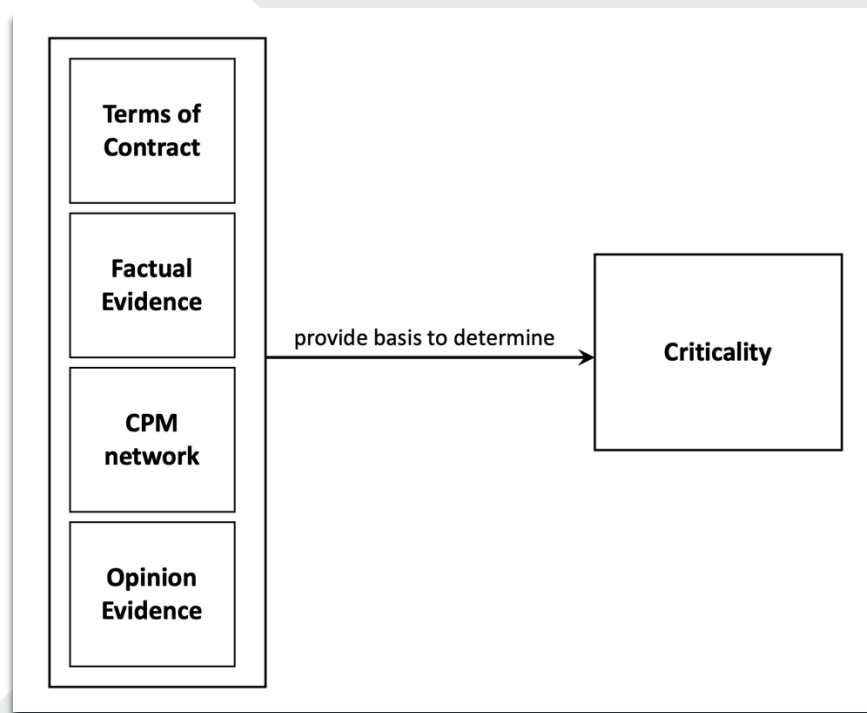 Terms of
Contract
Factual
Evidence
CPM
network
Opinion
Evidence
provide basis to determine
Criticality